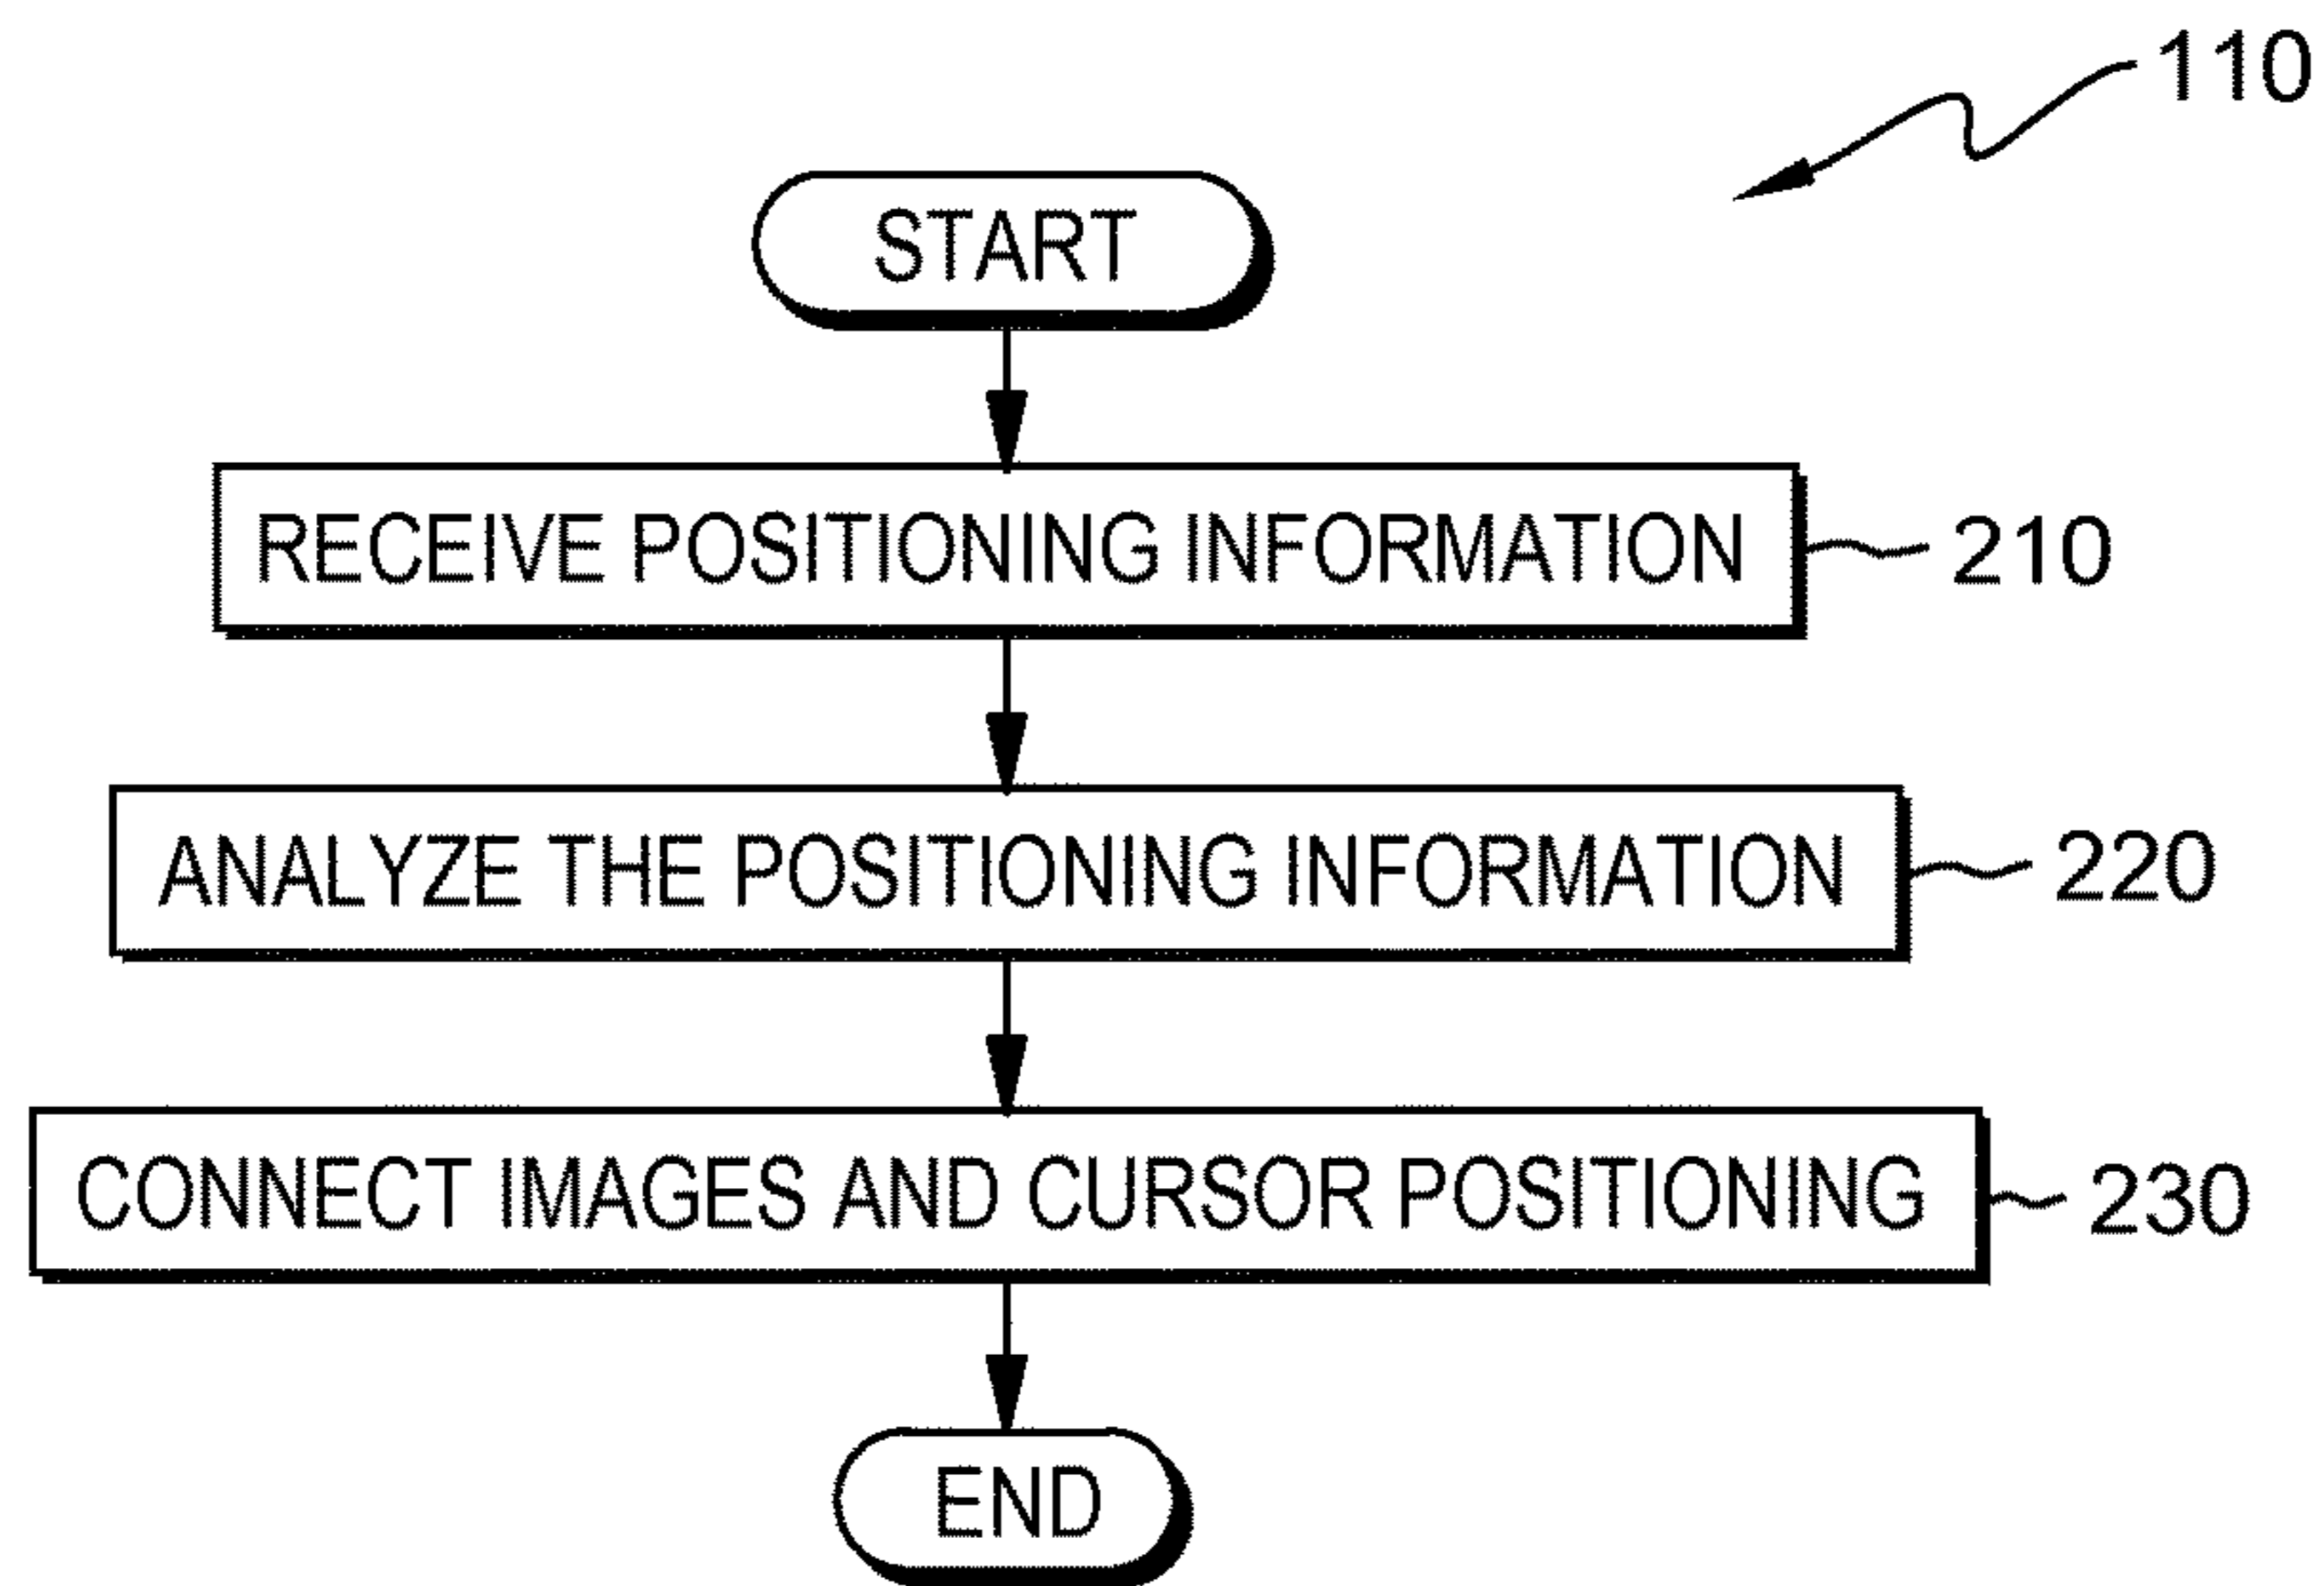 110
START
RECEIVE POSITIONING INFORMATION 210
ANALYZE THE POSITIONING INFORMATION 220
CONNECT IMAGES AND CURSOR POSITIONING 230
END